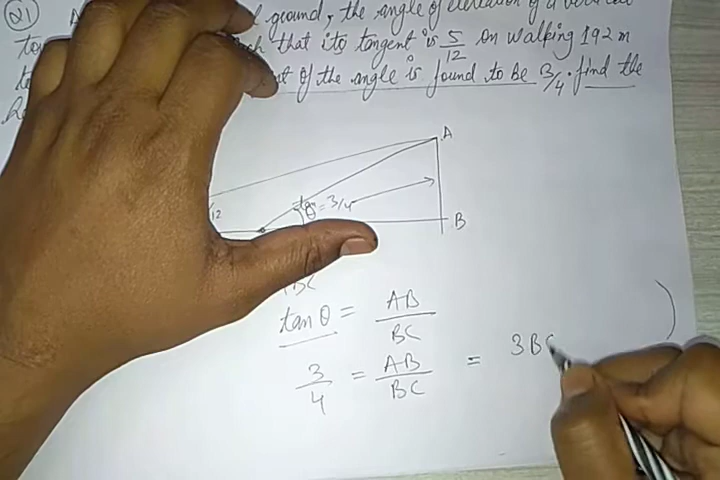 Q1 A ground, the angle of elevation of a vertical
that its tangent is 5/12 on walking 192 m
of the angle is found to be 3/4. find the
A
tan θ = 3/4
12
B
BC
tan θ = AB/BC
3/4 = AB/BC = 3BC